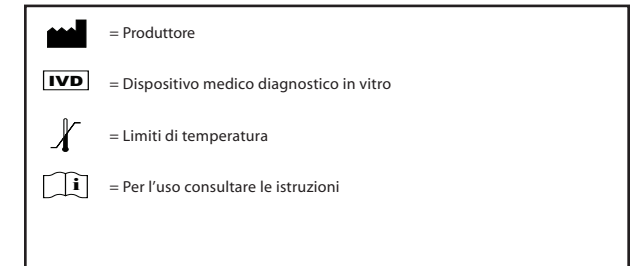 = Produttore
IVD = Dispositivo medico diagnostico in vitro
= Limiti di temperatura
i = Per l'uso consultare le istruzioni